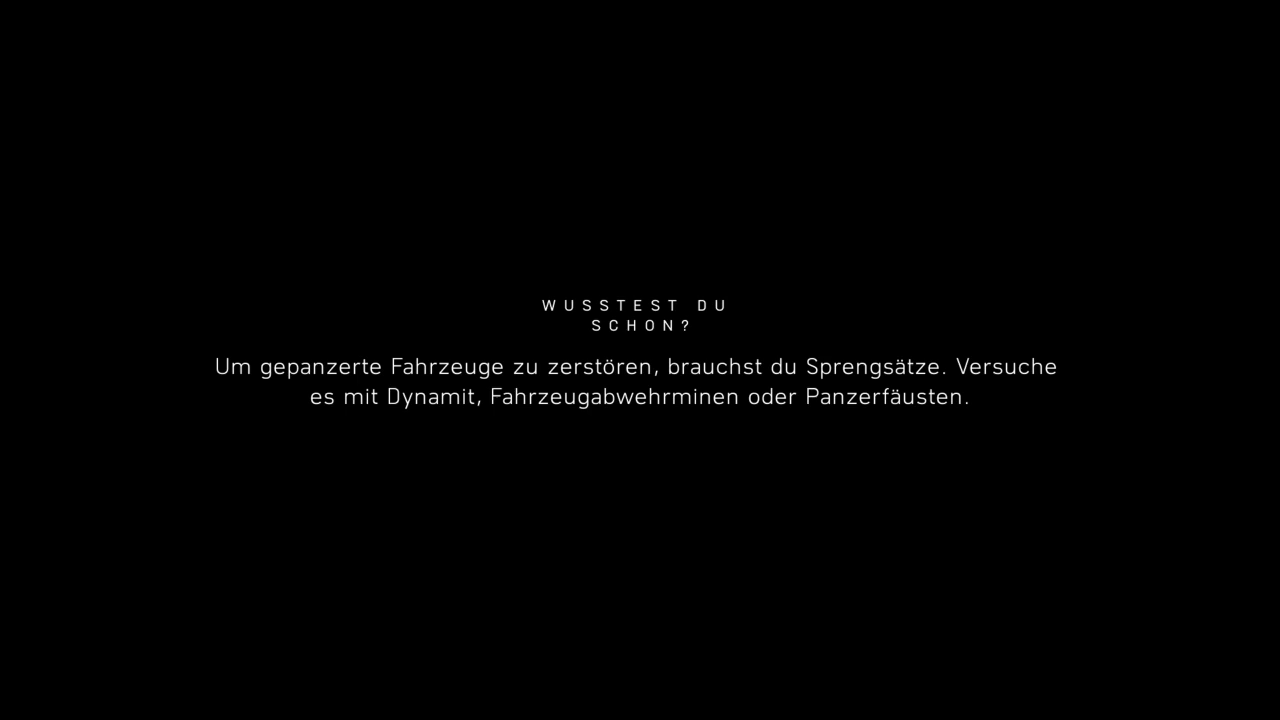 WUSSTEST DU
SCHON?
Um gepanzerte Fahrzeuge zu zerstören, brauchst du Sprengsätze. Versuche
es mit Dynamit, Fahrzeugabwehrminen oder Panzerfäusten.